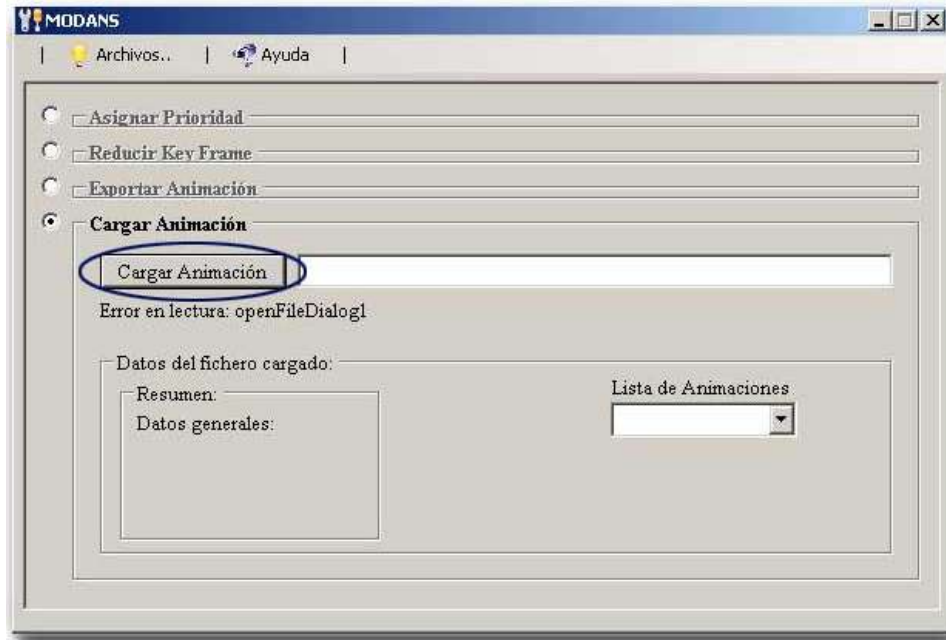 MODANS
| Archivos.. | Ayuda |
Asignar Prioridad
Reducir Key Frame
Exportar Animación
Cargar Animación
Cargar Animación
Error en lectura: openFileDialog1
Datos del fichero cargado:
Resumen:
Lista de Animaciones
Datos generales: